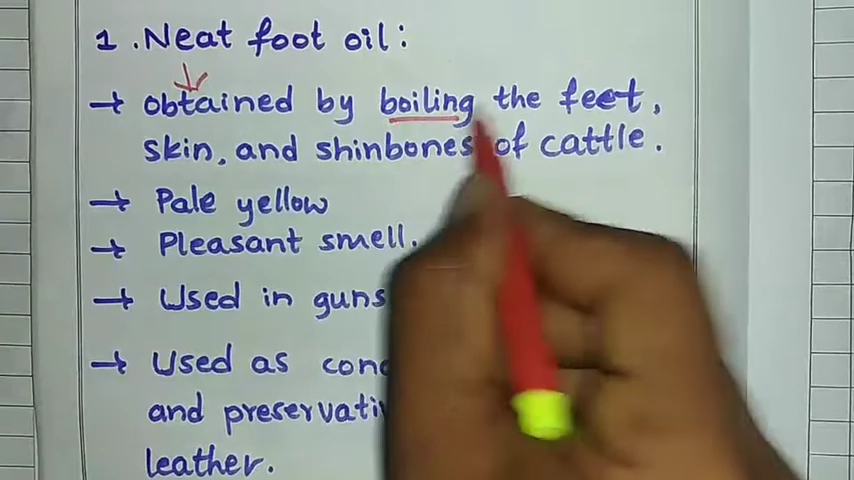 1. Neat foot oil:
→ obtained by boiling the feet,
skin, and shinbones of cattle.
→ Pale yellow
→ Pleasant smell.
→ Used in guns
→ Used as
and
leather.